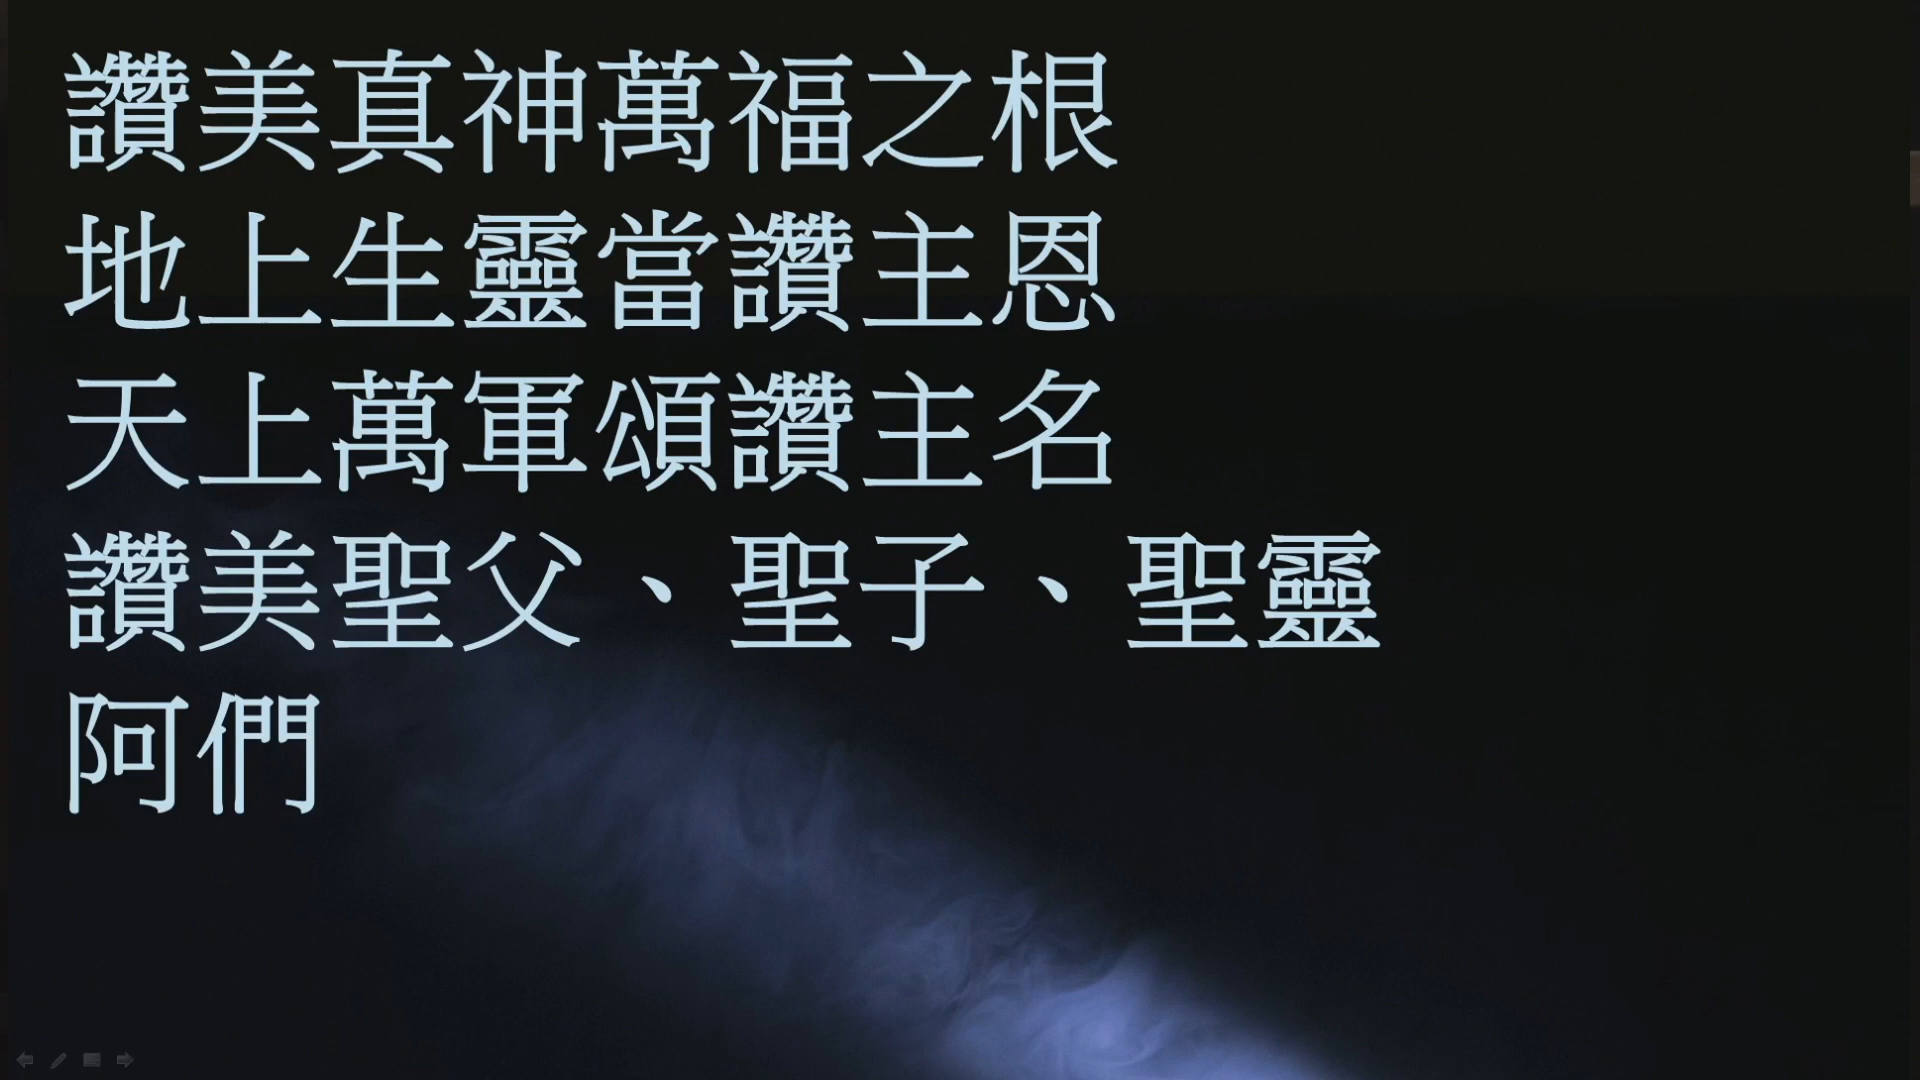 讚美真神萬福之根
地上生靈當讚主恩
天上萬軍頌讚主名
讚美聖父、聖子、聖靈
阿們